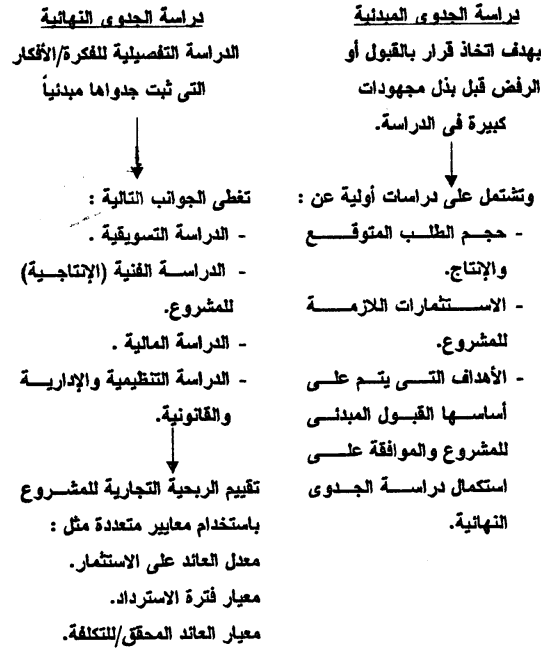 دراسة الجدوى المبدئية
بهدف اتخاذ قرار بالقبول أو
الرفض قبل بذل مجهودات
كبيرة فى الدراسة.
وتشتمل على دراسات أولية عن :
- حجم الطلب المتوقع
والإنتاج.
- الاستثمارات اللازمة
للمشروع.
- الأهداف التى يتم على
أساسها القبول المبدئى
للمشروع والموافقة على
استكمال دراسة الجدوى
النهائية.
دراسة الجدوى النهائية
الدراسة التفصيلية للفكرة/الأفكار
التى ثبت جدواها مبدئياً
تغطى الجوانب التالية :
- الدراسة التسويقية .
- الدراسة الفنية (الإنتاجية)
للمشروع.
- الدراسة المالية .
- الدراسة التنظيمية والإدارية
والقانونية.
تقييم الربحية التجارية للمشروع
باستخدام معايير متعددة مثل :
معدل العائد على الاستثمار.
معيار فترة الاسترداد.
معيار العائد المحقق/للتكلفة.